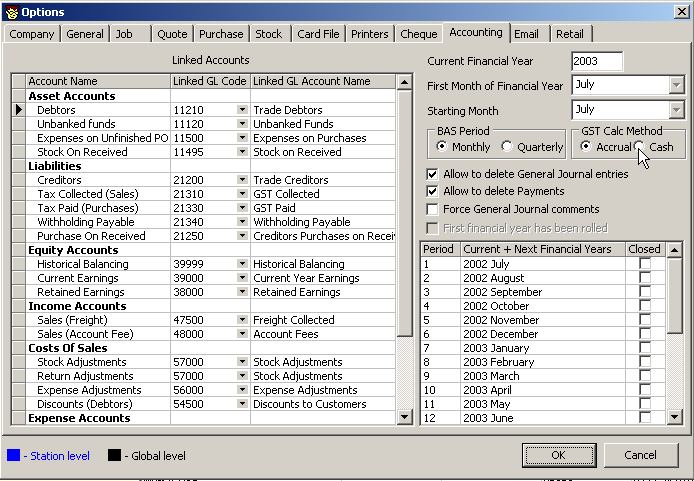 Options
Company General Job Quote Purchase Stock Card File Printers Cheque Accounting Email Retail
Linked Accounts
Account Name Linked GL Code Linked GL Account Name
Asset Accounts
Debtors 11210 Trade Debtors
Unbanked funds 11120 Unbanked Funds
Expenses on Unfinished PO 11500 Expenses on Purchases
Stock On Received 11495 Stock On Received
Liabilities
Creditors 21200 Trade Creditors
Tax Collected (Sales) 21310 GST Collected
Tax Paid (Purchases) 21330 GST Paid
Withholding Payable 21340 Withholding Payable
Purchase On Received 21250 Creditors Purchases on Recei
Equity Accounts
Historical Balancing 39999 Historical Balancing
Current Earnings 39000 Current Year Earnings
Retained Earnings 38000 Retained Earnings
Income Accounts
Sales (Freight) 47500 Freight Collected
Sales (Account Fee) 48000 Account Fees
Costs Of Sales
Stock Adjustments 57000 Stock Adjustments
Return Adjustments 57000 Stock Adjustments
Expense Adjustments 56000 Expense Adjustments
Discounts (Debtors) 54500 Discounts to Customers
Expense Accounts
Current Financial Year 2003
First Month of Financial Year July
Starting Month July
BAS Period GST Calc Method
Monthly Quarterly Accrual Cash
Allow to delete General Journal entries
Allow to delete Payments
Force General Journal comments
First financial year has been rolled
Period Current + Next Financial Years Closed
1 2002 July
2 2002 August
3 2002 September
4 2002 October
5 2002 November
6 2002 December
7 2003 January
8 2003 February
9 2003 March
10 2003 April
11 2003 May
12 2003 June
- Station level - Global level
OK Cancel